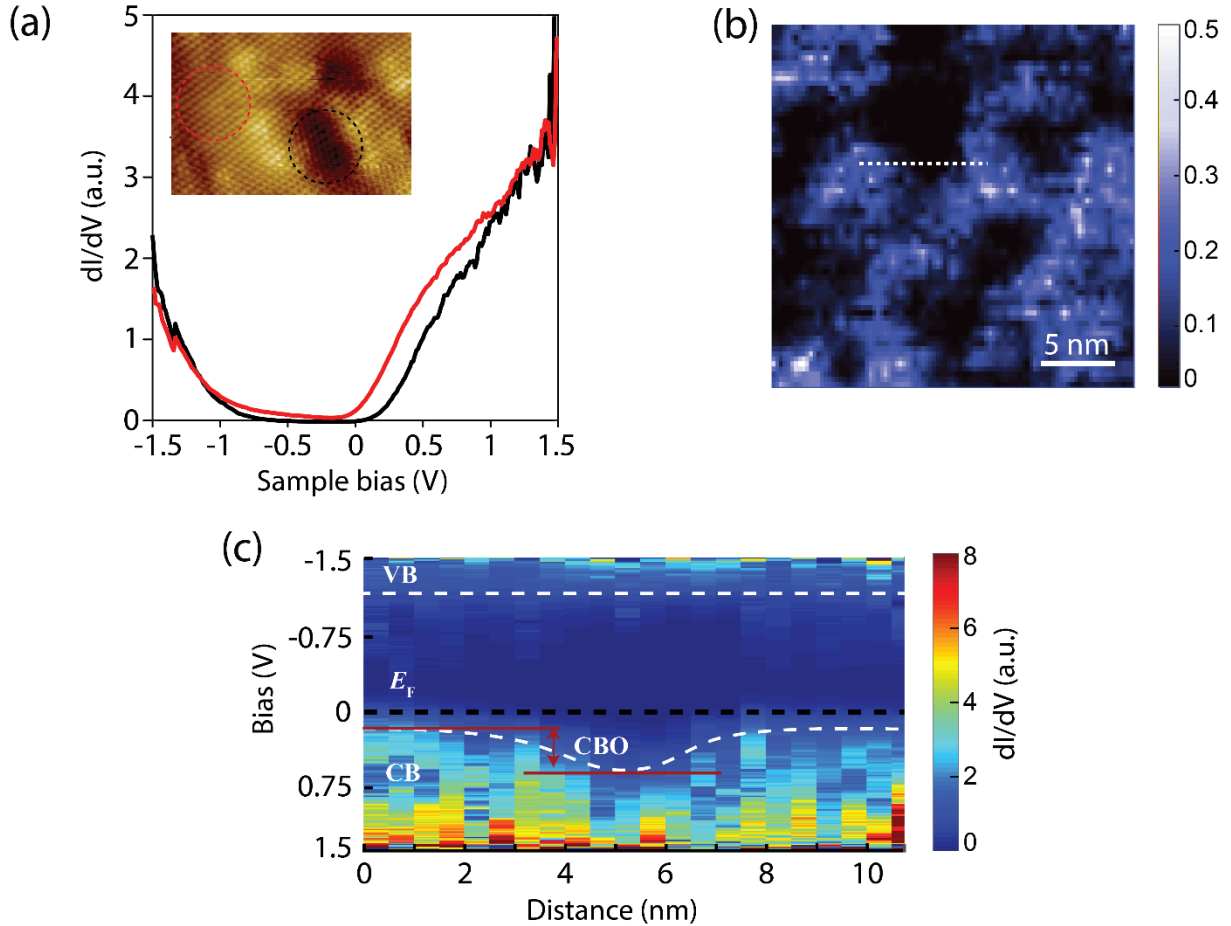 (a)
dI/dV (a.u.)
5
4
3
2
1
0
-1.5 -1 -0.5 0 0.5 1 1.5
Sample bias (V)
(b)
5 nm
0.5
0.4
0.3
0.2
0.1
0
(c)
Bias (V)
-1.5
-0.75
0
0.75
1.5
VB
E_F
CBO
CB
0 2 4 6 8 10
Distance (nm)
8
6
4
2
0
dI/dV (a.u.)